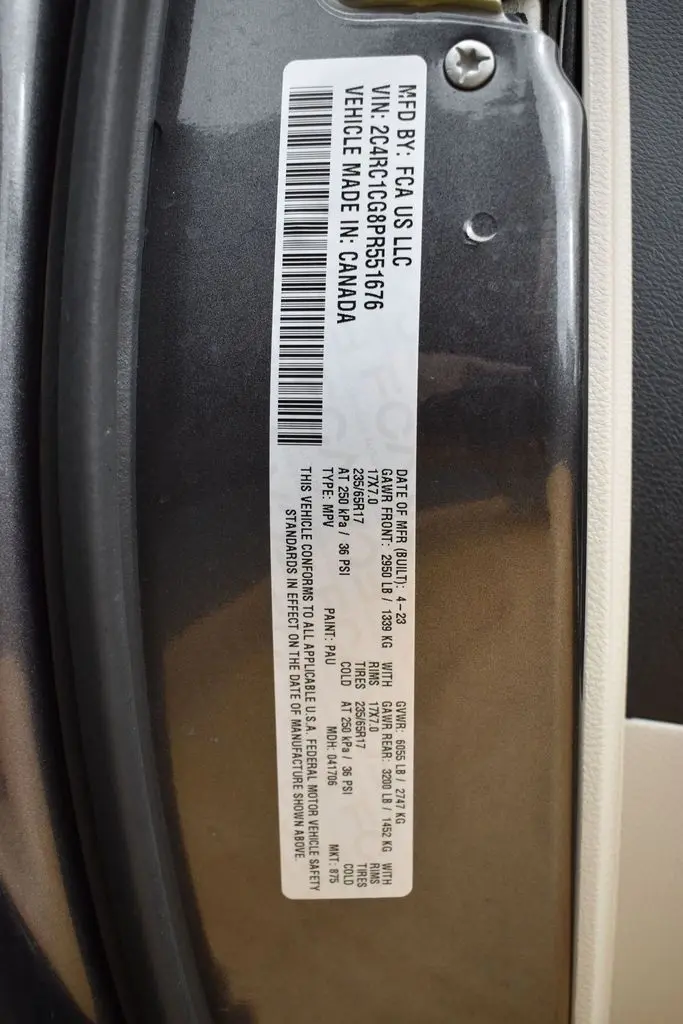 MFD BY: FCA US LLC
VIN: 2C4RC1CG8PR551676
VEHICLE MADE IN: CANADA
DATE OF MFR (BUILT): 4-23 GVWR: 6055 LB / 2747 KG
GAWR FRONT: 2950 LB / 1339 KG WITH GAWR REAR: 3200 LB / 1452 KG WITH
17X7.0 RIMS 17X7.0 RIMS
235/65R17 TIRES 235/65R17 TIRES
AT 250 kPa / 36 PSI COLD AT 250 kPa / 36 PSI COLD
TYPE: MPV PAINT: PAU MDH: 041706 MKT: 875
THIS VEHICLE CONFORMS TO ALL APPLICABLE U.S.A. FEDERAL MOTOR VEHICLE SAFETY
STANDARDS IN EFFECT ON THE DATE OF MANUFACTURE SHOWN ABOVE.